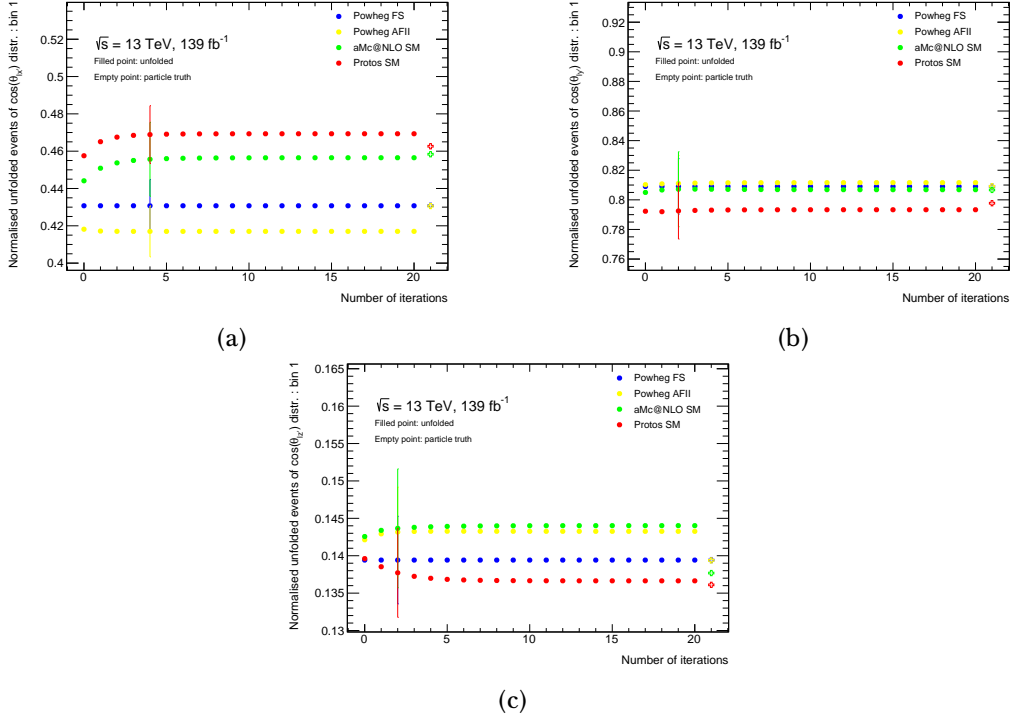 Normalised unfolded events of cos(θlx') distr. : bin 1
0.54
0.52
0.5
0.48
0.46
0.44
0.42
0.4
√s = 13 TeV, 139 fb-1
Filled point: unfolded
Empty point: particle truth
Powheg FS
Powheg AFII
aMc@NLO SM
Protos SM
0 5 10 15 20
Number of iterations
(a)
Normalised unfolded events of cos(θly') distr. : bin 1
0.92
0.9
0.88
0.86
0.84
0.82
0.8
0.78
0.76
√s = 13 TeV, 139 fb-1
Filled point: unfolded
Empty point: particle truth
Powheg FS
Powheg AFII
aMc@NLO SM
Protos SM
0 5 10 15 20
Number of iterations
(b)
Normalised unfolded events of cos(θlz') distr. : bin 1
0.165
0.16
0.155
0.15
0.145
0.14
0.135
0.13
√s = 13 TeV, 139 fb-1
Filled point: unfolded
Empty point: particle truth
Powheg FS
Powheg AFII
aMc@NLO SM
Protos SM
0 5 10 15 20
Number of iterations
(c)